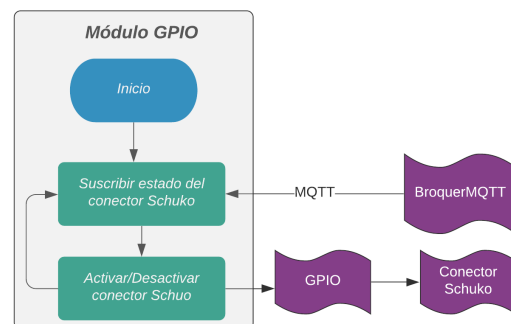 Módulo GPIO
Inicio
Suscribir estado del
conector Schuko
MQTT
BroquerMQTT
Activar/Desactivar
conector Schuo
GPIO
Conector
Schuko